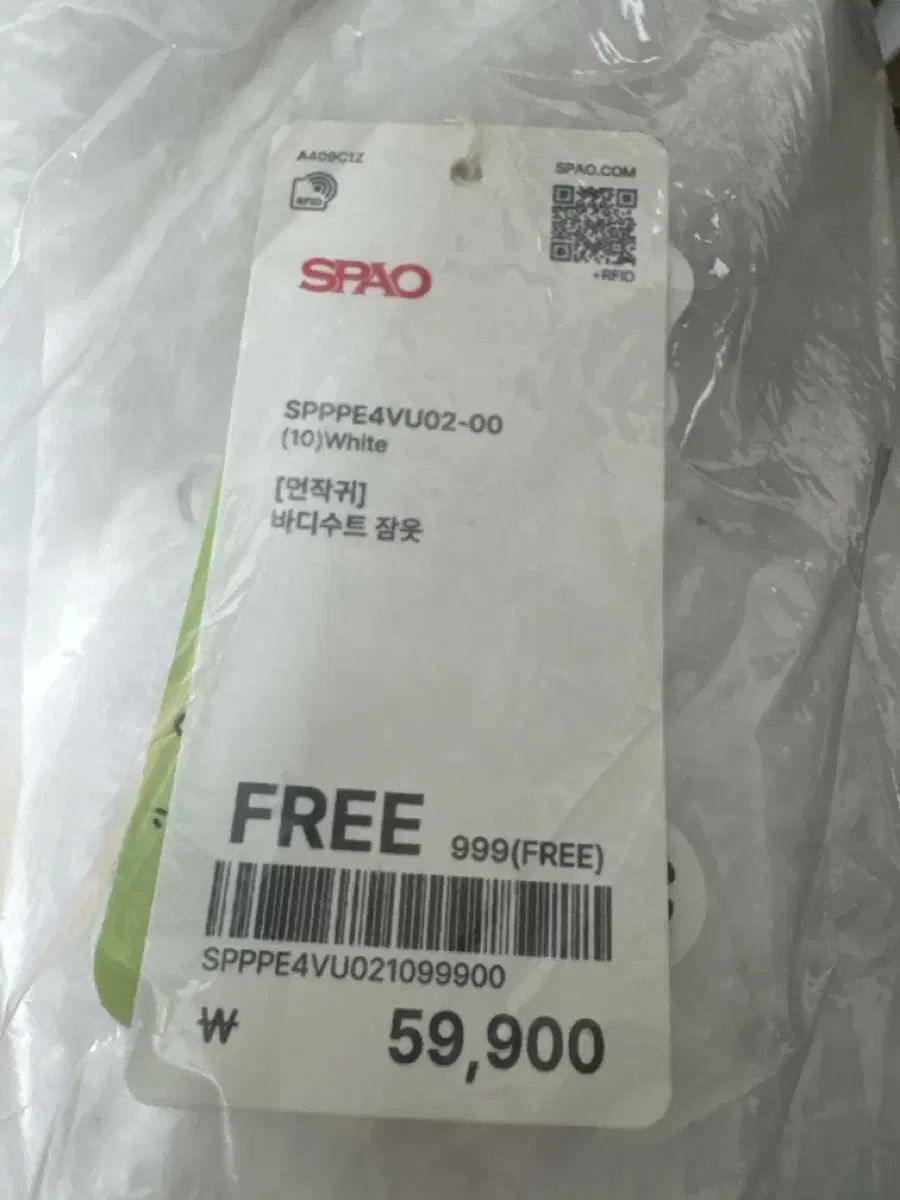 A409C1Z
SPAO.COM
RFID
+RFID
SPAO
SPPPE4VU02-00
(10)White
[먼작귀]
바디수트 잠옷
FREE 999(FREE)
SPPPE4VU021099900
₩ 59,900